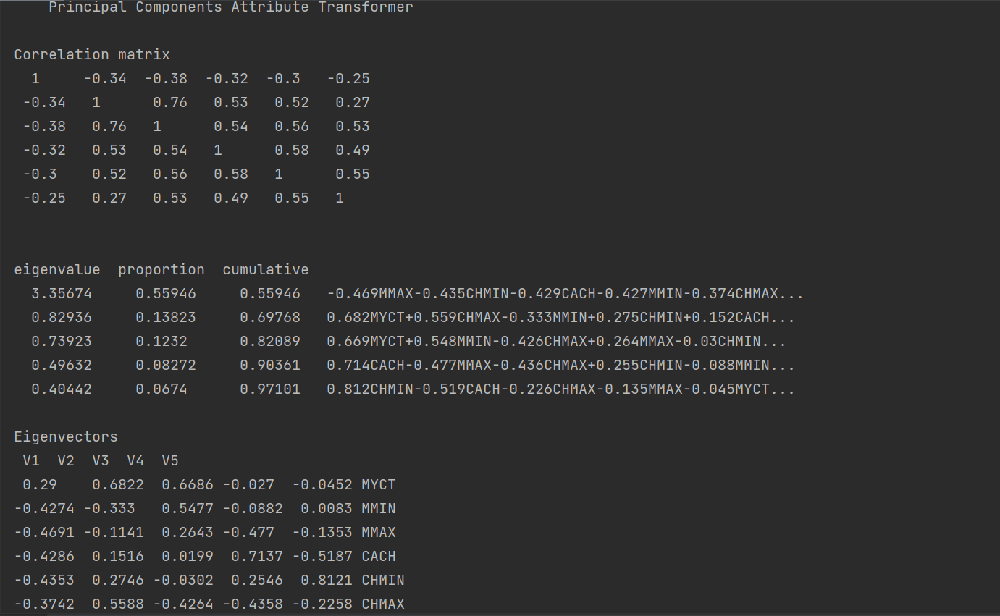 Principal Components Attribute Transformer
Correlation matrix
1 -0.34 -0.38 -0.32 -0.3 -0.25
-0.34 1 0.76 0.53 0.52 0.27
-0.38 0.76 1 0.54 0.56 0.53
-0.32 0.53 0.54 1 0.58 0.49
-0.3 0.52 0.56 0.58 1 0.55
-0.25 0.27 0.53 0.49 0.55 1
eigenvalue proportion cumulative
3.35674 0.55946 0.55946 -0.469MMAX-0.435CHMIN-0.429CACH-0.427MMIN-0.374CHMAX...
0.82936 0.13823 0.69768 0.682MYCT+0.559CHMAX-0.333MMIN+0.275CHMIN+0.152CACH...
0.73923 0.1232 0.82089 0.669MYCT+0.548MMIN-0.426CHMAX+0.264MMAX-0.03CHMIN...
0.49632 0.08272 0.90361 0.714CACH-0.477MMAX-0.436CHMAX+0.255CHMIN-0.088MMIN...
0.40442 0.0674 0.97101 0.812CHMIN-0.519CACH-0.226CHMAX-0.135MMAX-0.045MYCT...
Eigenvectors
V1 V2 V3 V4 V5
0.29 0.6822 0.6686 -0.027 -0.0452 MYCT
-0.4274 -0.333 0.5477 -0.0882 0.0083 MMIN
-0.4691 -0.1141 0.2643 -0.477 -0.1353 MMAX
-0.4286 0.1516 0.0199 0.7137 -0.5187 CACH
-0.4353 0.2746 -0.0302 0.2546 0.8121 CHMIN
-0.3742 0.5588 -0.4264 -0.4358 -0.2258 CHMAX